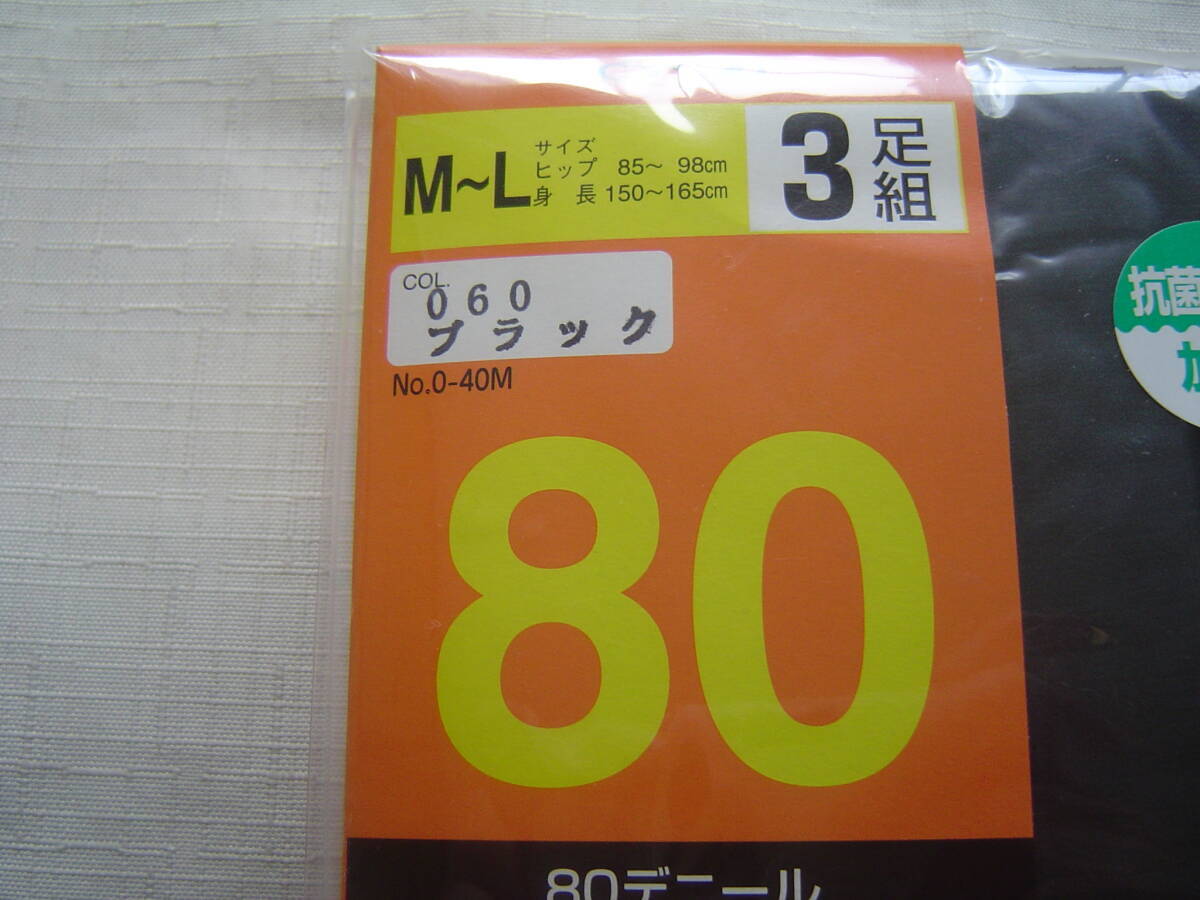 M～L
サイズ
ヒップ 85～ 98cm
身 長 150～165cm
3足組
COL.
060
ブラック
No.0-40M
80
80デニール
抗菌